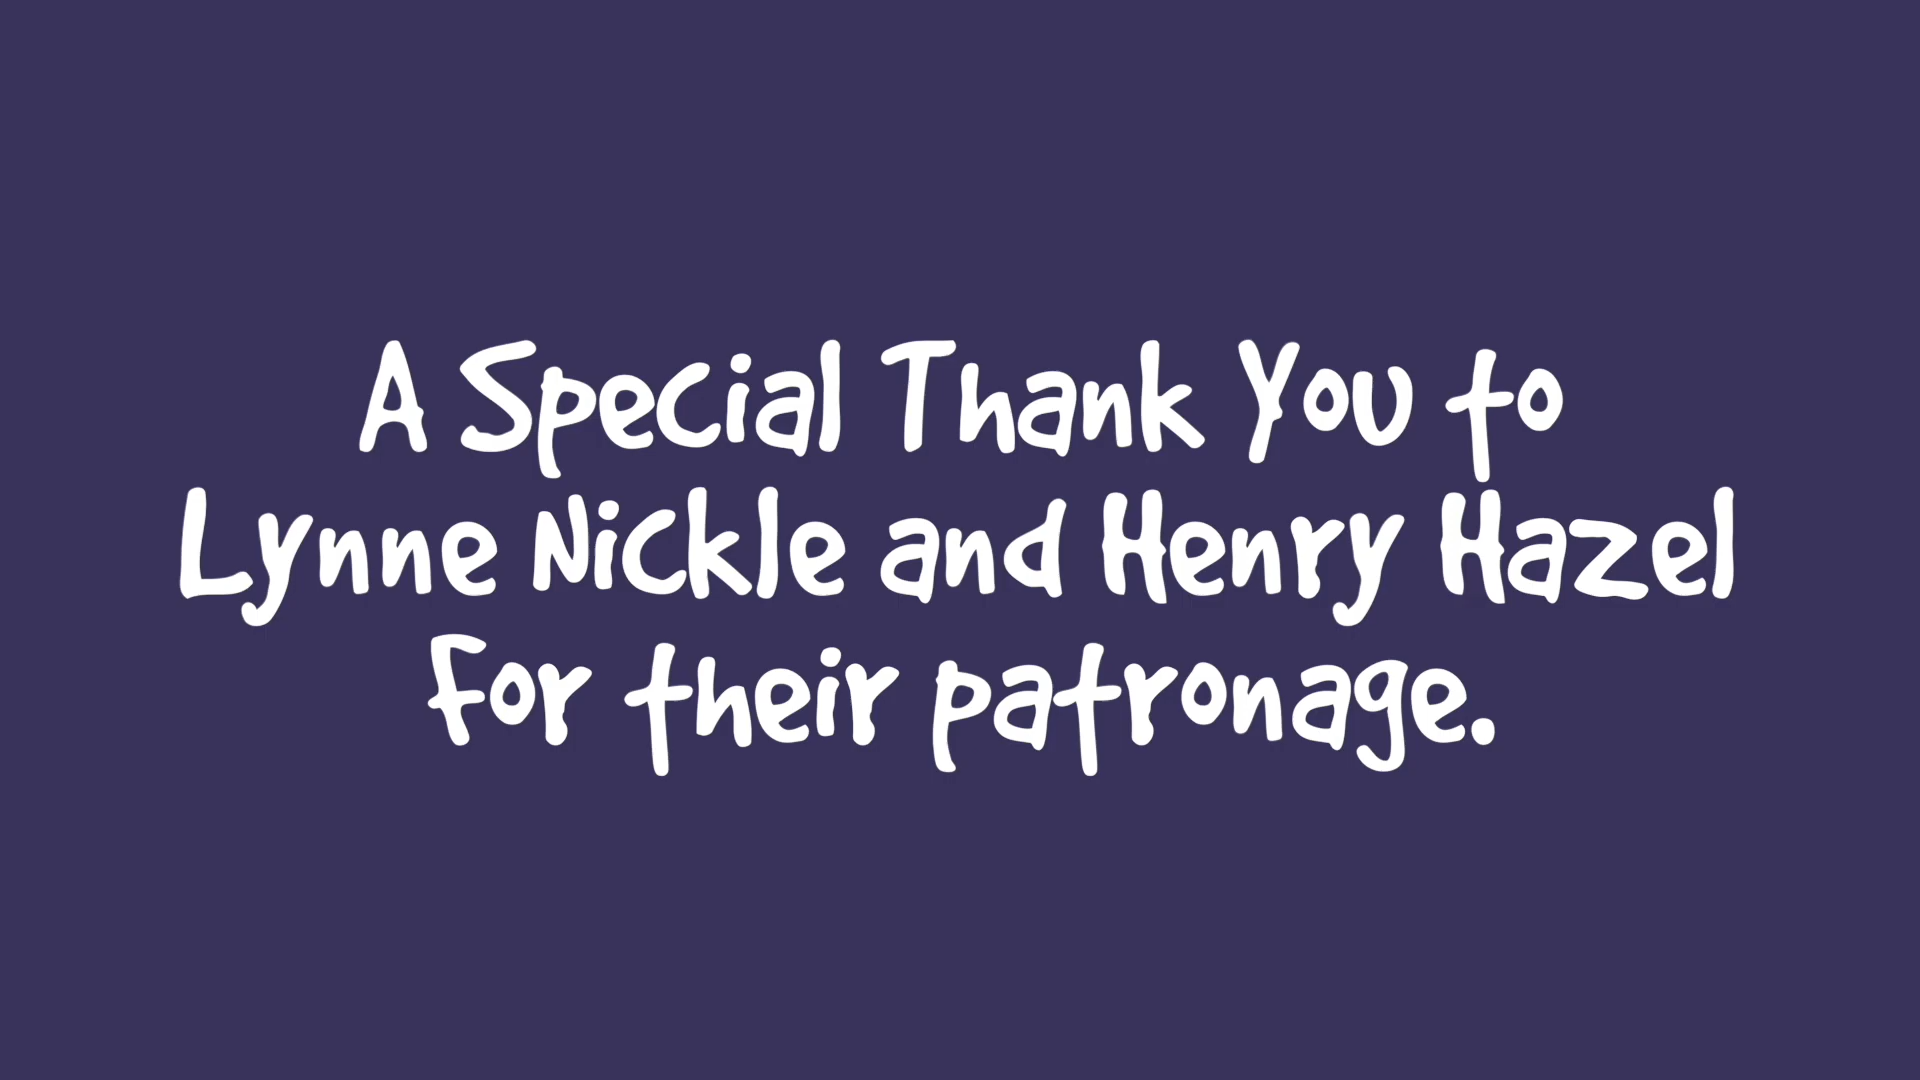 A Special Thank You to
Lynne Nickle and Henry Hazel
for their patronage.